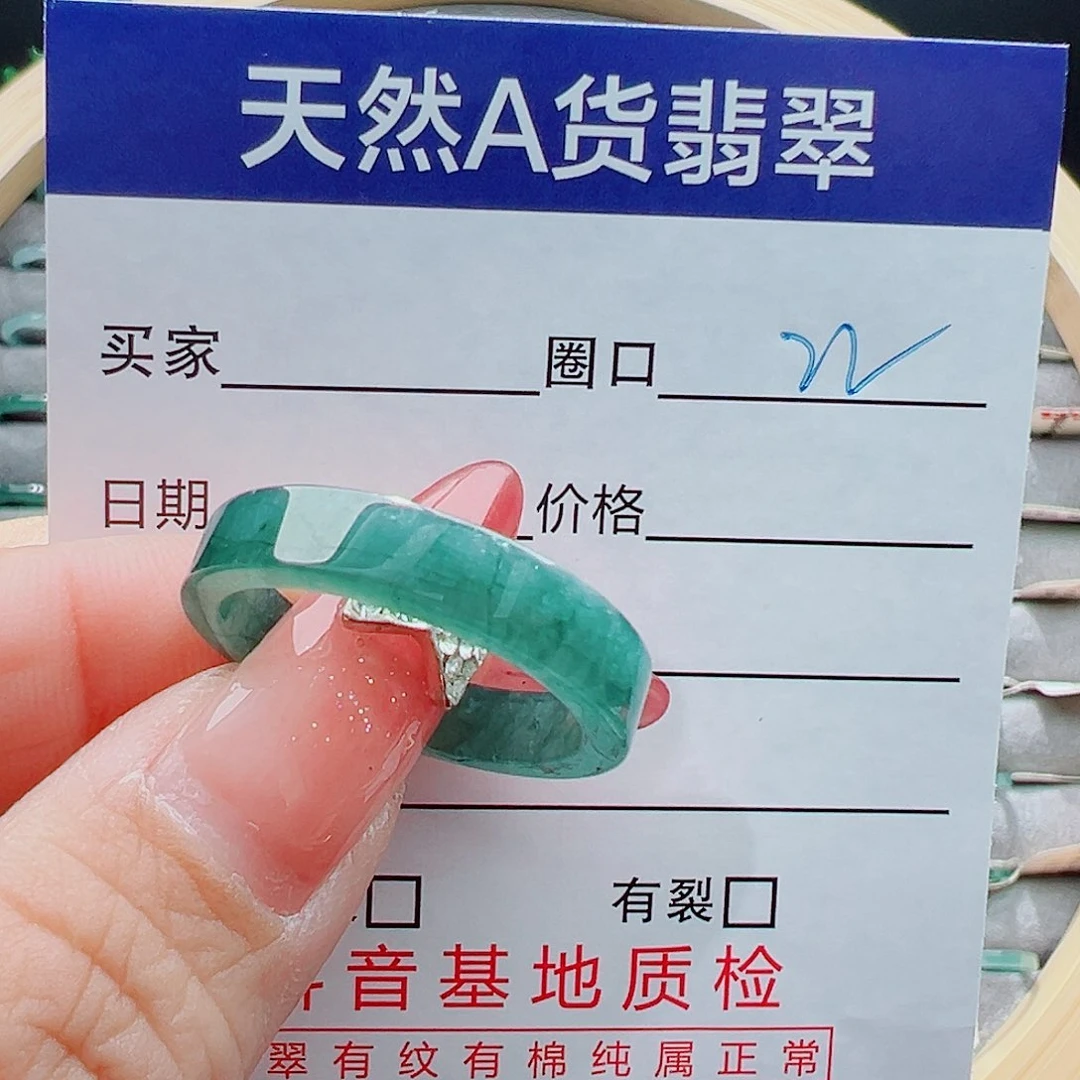 天然A货翡翠
买家 圈口
日期 价格
有裂
音基地质检
翠有纹有棉纯属正常